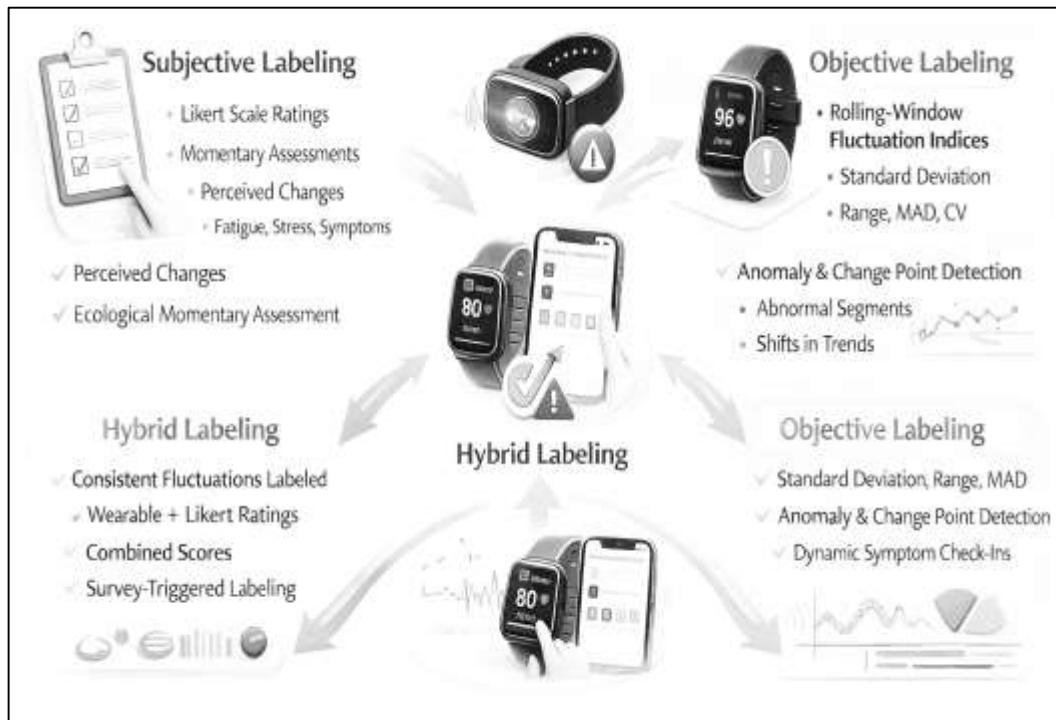 Subjective Labeling
Likert Scale Ratings
Momentary Assessments
Perceived Changes
Fatigue, Stress, Symptoms
Perceived Changes
Ecological Momentary Assessment
Objective Labeling
96
Rolling-Window
Fluctuation Indices
Standard Deviation
Range, MAD, CV
Anomaly & Change Point Detection
Abnormal Segments
Shifts in Trends
80
Hybrid Labeling
Consistent Fluctuations Labeled
Wearable + Likert Ratings
Combined Scores
Survey-Triggered Labeling
Hybrid Labeling
80
Objective Labeling
Standard Deviation, Range, MAD
Anomaly & Change Point Detection
Dynamic Symptom Check-Ins